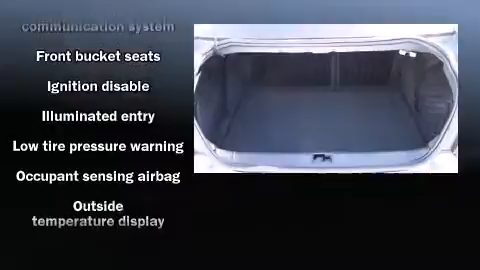 communication system
Front bucket seats
Ignition disable
Illuminated entry
Low tire pressure warning
Occupant sensing airbag
Outside
temperature display